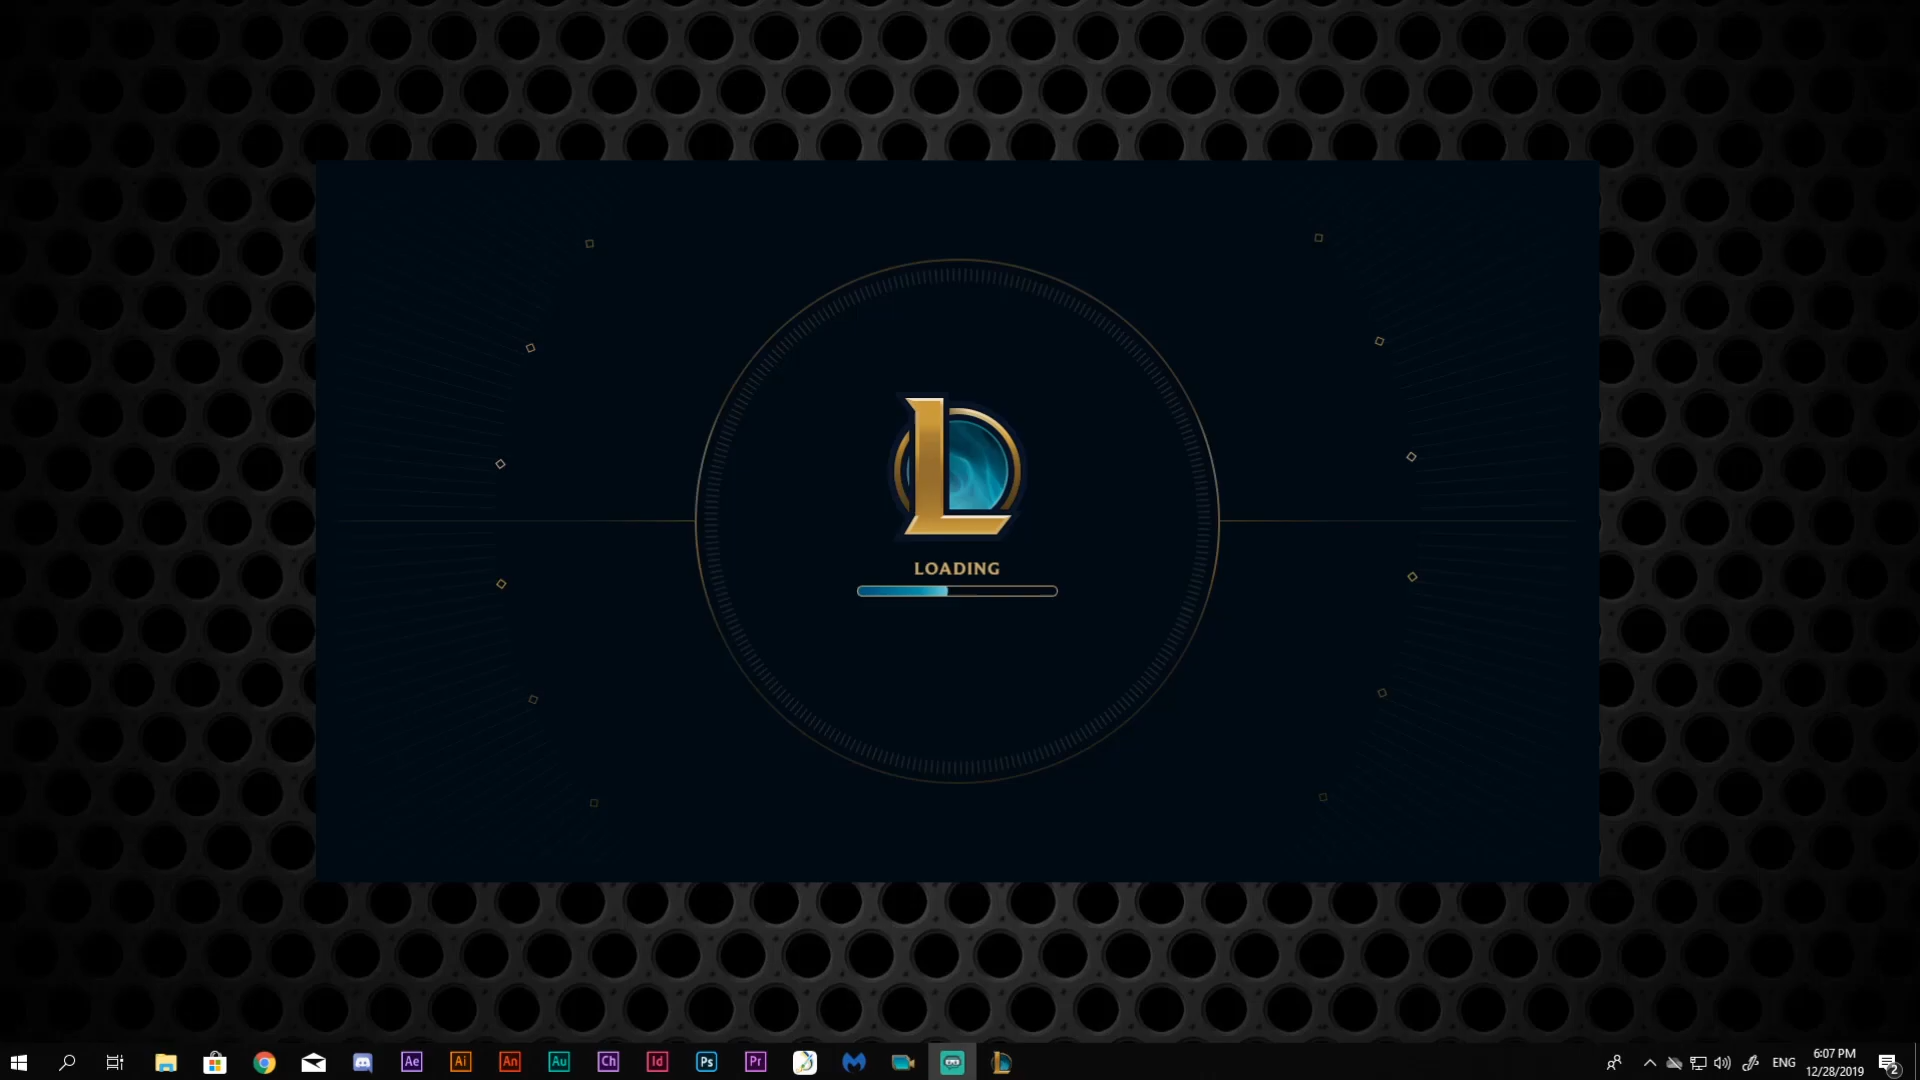 LOADING
Ae Ai An Au Ch Id Ps Pr
ENG
6:07 PM
12/28/2019
2